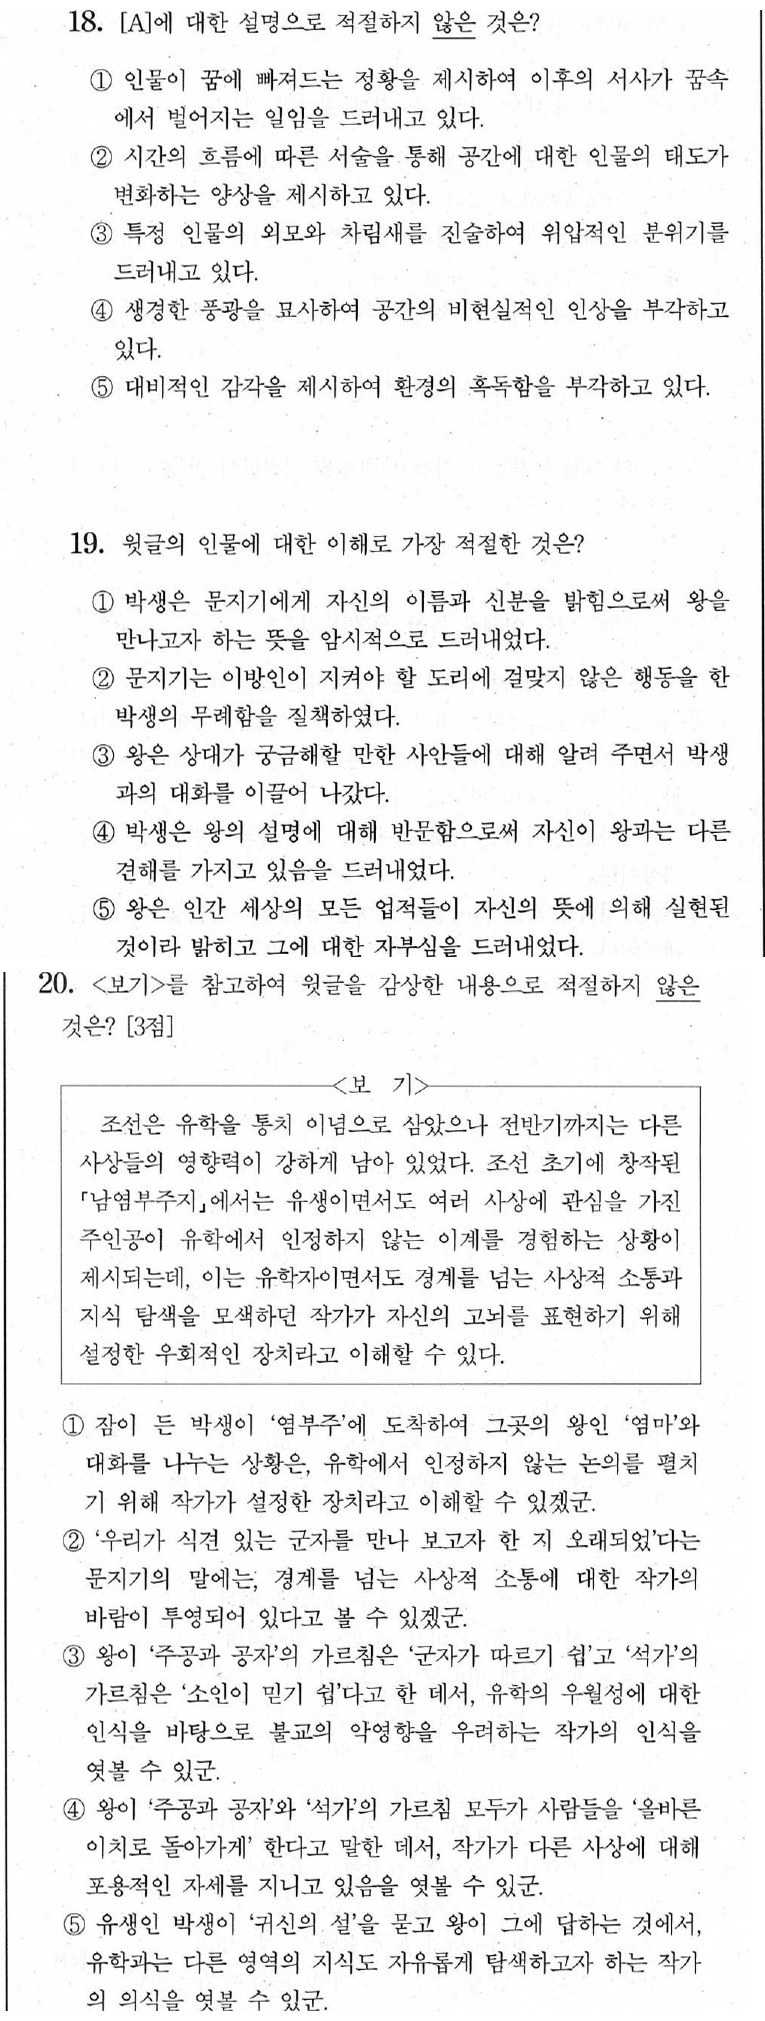 18. [A]에 대한 설명으로 적절하지 않은 것은?
① 인물이 꿈에 빠져드는 정황을 제시하여 이후의 서사가 꿈속
에서 벌어지는 일임을 드러내고 있다.
② 시간의 흐름에 따른 서술을 통해 공간에 대한 인물의 태도가
변화하는 양상을 제시하고 있다.
③ 특정 인물의 외모와 차림새를 진술하여 위압적인 분위기를
드러내고 있다.
④ 생경한 풍광을 묘사하여 공간의 비현실적인 인상을 부각하고
있다.
⑤ 대비적인 감각을 제시하여 환경의 혹독함을 부각하고 있다.
19. 윗글의 인물에 대한 이해로 가장 적절한 것은?
① 박생은 문지기에게 자신의 이름과 신분을 밝힘으로써 왕을
만나고자 하는 뜻을 암시적으로 드러내었다.
② 문지기는 이방인이 지켜야 할 도리에 걸맞지 않은 행동을 한
박생의 무례함을 질책하였다.
③ 왕은 상대가 궁금해할 만한 사안들에 대해 알려 주면서 박생
과의 대화를 이끌어 나갔다.
④ 박생은 왕의 설명에 대해 반문함으로써 자신이 왕과는 다른
견해를 가지고 있음을 드러내었다.
⑤ 왕은 인간 세상의 모든 업적들이 자신의 뜻에 의해 실현된
것이라 밝히고 그에 대한 자부심을 드러내었다.
20. <보기>를 참고하여 윗글을 감상한 내용으로 적절하지 않은
것은? [3점]
<보 기>
조선은 유학을 통치 이념으로 삼았으나 전반기까지는 다른
사상들의 영향력이 강하게 남아 있었다. 조선 초기에 창작된
「남염부주지」에서는 유생이면서도 여러 사상에 관심을 가진
주인공이 유학에서 인정하지 않는 이계를 경험하는 상황이
제시되는데, 이는 유학자이면서도 경계를 넘는 사상적 소통과
지식 탐색을 모색하던 작가가 자신의 고뇌를 표현하기 위해
설정한 우회적인 장치라고 이해할 수 있다.
① 잠이 든 박생이 ‘염부주’에 도착하여 그곳의 왕인 ‘염마’와
대화를 나누는 상황은, 유학에서 인정하지 않는 논의를 펼치
기 위해 작가가 설정한 장치라고 이해할 수 있겠군.
② ‘우리가 식견 있는 군자를 만나 보고자 한 지 오래되었’다는
문지기의 말에는, 경계를 넘는 사상적 소통에 대한 작가의
바람이 투영되어 있다고 볼 수 있겠군.
③ 왕이 ‘주공과 공자’의 가르침은 ‘군자가 따르기 쉽’고 ‘석가’의
가르침은 ‘소인이 믿기 쉽’다고 한 데서, 유학의 우월성에 대한
인식을 바탕으로 불교의 악영향을 우려하는 작가의 인식을
엿볼 수 있군.
④ 왕이 ‘주공과 공자’와 ‘석가’의 가르침 모두가 사람들을 ‘올바른
이치로 돌아가게’ 한다고 말한 데서, 작가가 다른 사상에 대해
포용적인 자세를 지니고 있음을 엿볼 수 있군.
⑤ 유생인 박생이 ‘귀신의 설’을 묻고 왕이 그에 답하는 것에서,
유학과는 다른 영역의 지식도 자유롭게 탐색하고자 하는 작가
의 의식을 엿볼 수 있군.